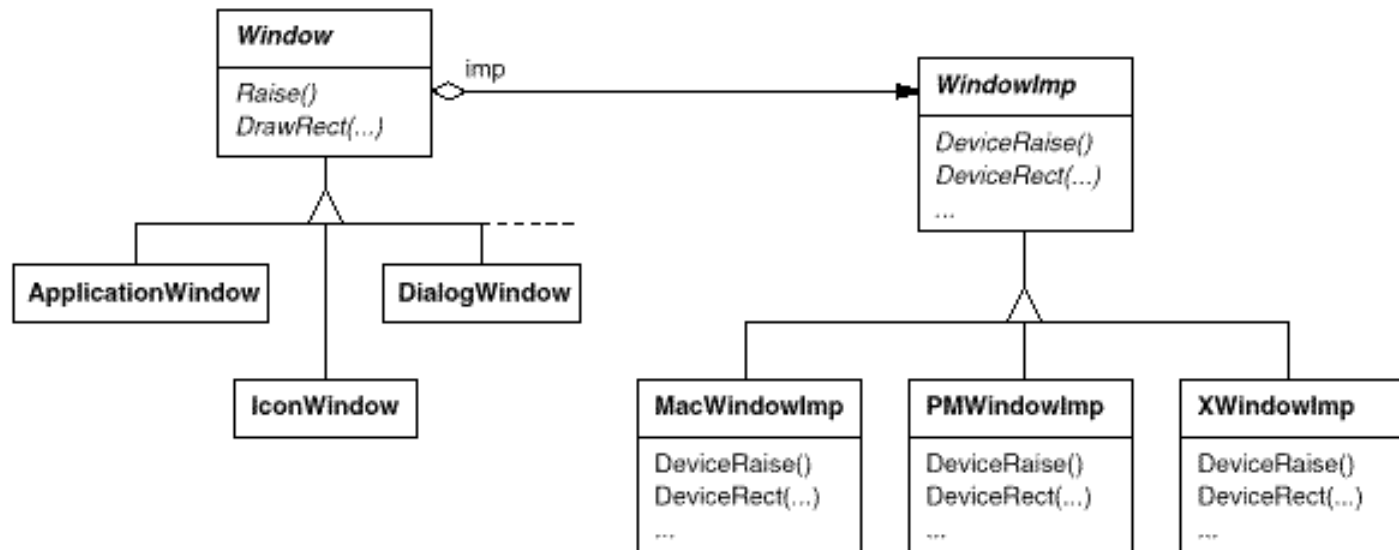 Window
Raise()
DrawRect(...)
imp
WindowImp
DeviceRaise()
DeviceRect(...)
...
ApplicationWindow
DialogWindow
IconWindow
MacWindowImp
DeviceRaise()
DeviceRect(...)
...
PMWindowImp
DeviceRaise()
DeviceRect(...)
...
XWindowImp
DeviceRaise()
DeviceRect(...)
...